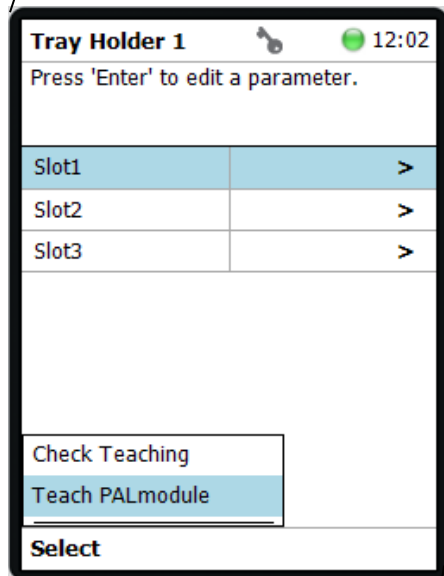 Tray Holder 1 12:02
Press 'Enter' to edit a parameter.
Slot1 >
Slot2 >
Slot3 >
Check Teaching
Teach PALmodule
Select